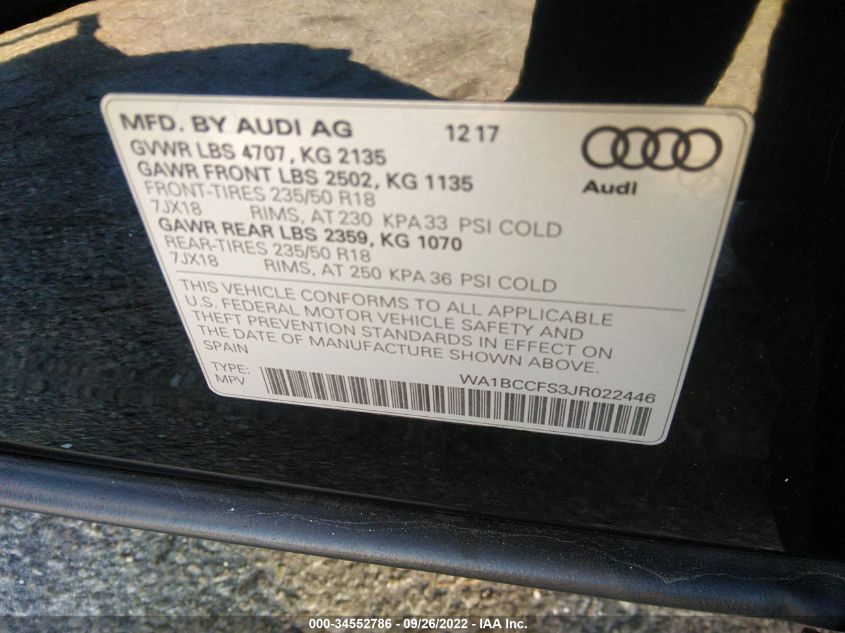 MFD. BY AUDI AG 12 17
GVWR LBS 4707, KG 2135
GAWR FRONT LBS 2502, KG 1135
FRONT-TIRES 235/50 R18
7JX18 RIMS, AT 230 KPA 33 PSI COLD
GAWR REAR LBS 2359, KG 1070
REAR-TIRES 235/50 R18
7JX18 RIMS, AT 250 KPA 36 PSI COLD
Audi
THIS VEHICLE CONFORMS TO ALL APPLICABLE
U.S. FEDERAL MOTOR VEHICLE SAFETY AND
THEFT PREVENTION STANDARDS IN EFFECT ON
THE DATE OF MANUFACTURE SHOWN ABOVE.
SPAIN
TYPE: WA1BCCFS3JR022446
MPV
000-34552786 - 09/26/2022 - IAA Inc.